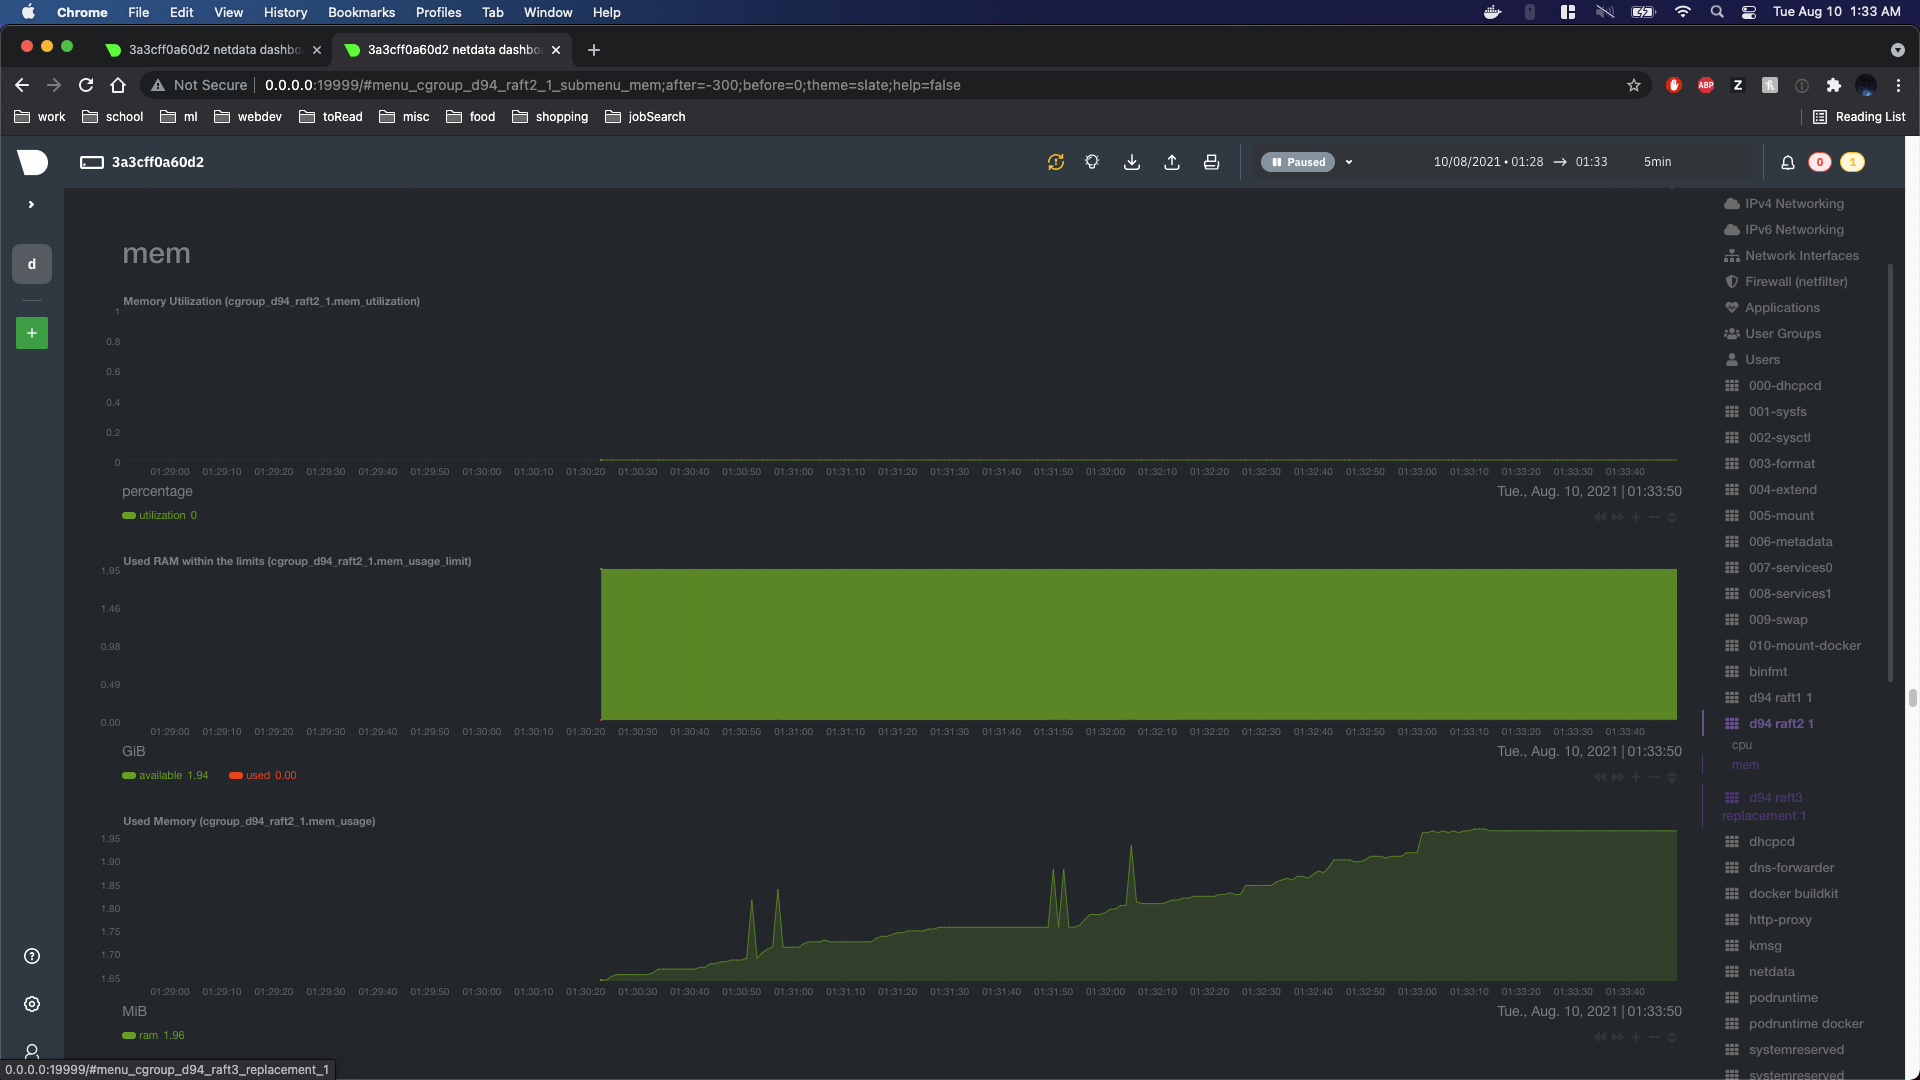 Chrome File Edit View History Bookmarks Profiles Tab Window Help Tue Aug 10 1:33 AM
3a3cff0a60d2 netdata dashbo 3a3cff0a60d2 netdata dashbo
Not Secure 0.0.0.0:19999/#menu_cgroup_d94_raft2_1_submenu_mem;after=-300;before=0;theme=slate;help=false ABP Z
work school ml webdev toRead misc food shopping jobSearch Reading List
3a3cff0a60d2 Paused 10/08/2021 • 01:28 → 01:33 5min 0 1
d
+
mem
Memory Utilization (cgroup_d94_raft2_1.mem_utilization)
1
0.8
0.6
0.4
0.2
0
01:29:00 01:29:10 01:29:20 01:29:30 01:29:40 01:29:50 01:30:00 01:30:10 01:30:20 01:30:30 01:30:40 01:30:50 01:31:00 01:31:10 01:31:20 01:31:30 01:31:40 01:31:50 01:32:00 01:32:10 01:32:20 01:32:30 01:32:40 01:32:50 01:33:00 01:33:10 01:33:20 01:33:30 01:33:40
percentage Tue., Aug. 10, 2021 | 01:33:50
utilization 0
Used RAM within the limits (cgroup_d94_raft2_1.mem_usage_limit)
1.95
1.46
0.98
0.49
0.00
01:29:00 01:29:10 01:29:20 01:29:30 01:29:40 01:29:50 01:30:00 01:30:10 01:30:20 01:30:30 01:30:40 01:30:50 01:31:00 01:31:10 01:31:20 01:31:30 01:31:40 01:31:50 01:32:00 01:32:10 01:32:20 01:32:30 01:32:40 01:32:50 01:33:00 01:33:10 01:33:20 01:33:30 01:33:40
GiB Tue., Aug. 10, 2021 | 01:33:50
available 1.94 used 0.00
Used Memory (cgroup_d94_raft2_1.mem_usage)
1.95
1.90
1.85
1.80
1.75
1.70
1.65
01:29:00 01:29:10 01:29:20 01:29:30 01:29:40 01:29:50 01:30:00 01:30:10 01:30:20 01:30:30 01:30:40 01:30:50 01:31:00 01:31:10 01:31:20 01:31:30 01:31:40 01:31:50 01:32:00 01:32:10 01:32:20 01:32:30 01:32:40 01:32:50 01:33:00 01:33:10 01:33:20 01:33:30 01:33:40
MiB Tue., Aug. 10, 2021 | 01:33:50
ram 1.96
IPv4 Networking
IPv6 Networking
Network Interfaces
Firewall (netfilter)
Applications
User Groups
Users
000-dhcpcd
001-sysfs
002-sysctl
003-format
004-extend
005-mount
006-metadata
007-services0
008-services1
009-swap
010-mount-docker
binfmt
d94 raft1 1
d94 raft2 1
cpu
mem
d94 raft3
replacement 1
dhcpcd
dns-forwarder
docker buildkit
http-proxy
kmsg
netdata
podruntime
podruntime docker
systemreserved
systemreserved
0.0.0.0:19999/#menu_cgroup_d94_raft3_replacement_1